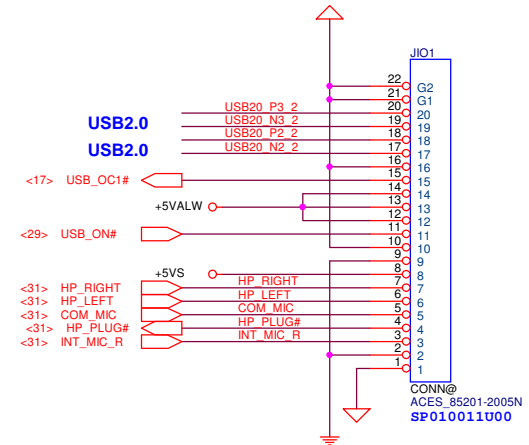 JIO1
22 G2
21 G1
USB20_P3_2 20 20
USB2.0 USB20_N3_2 19 19
USB20_P2_2 18 18
USB2.0 USB20_N2_2 17 17
16 16
<17> USB_OC1# 15 15
14 14
+5VALW 13 13
12 12
<29> USB_ON# 11 11
10 10
9 9
+5VS 8 8
<31> HP_RIGHT HP_RIGHT 7 7
<31> HP_LEFT HP_LEFT 6 6
<31> COM_MIC COM_MIC 5 5
<31> HP_PLUG# HP_PLUG# 4 4
<31> INT_MIC_R INT_MIC_R 3 3
2 2
1 1
CONN@
ACES_85201-2005N
SP010011U00